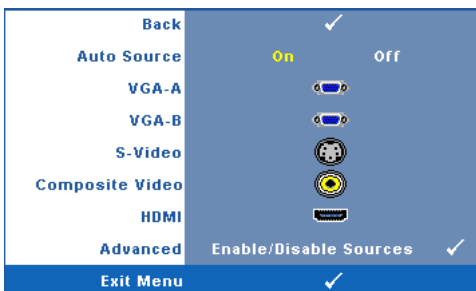 Back
Auto Source On Off
VGA-A
VGA-B
S-Video
Composite Video
HDMI
Advanced Enable/Disable Sources
Exit Menu